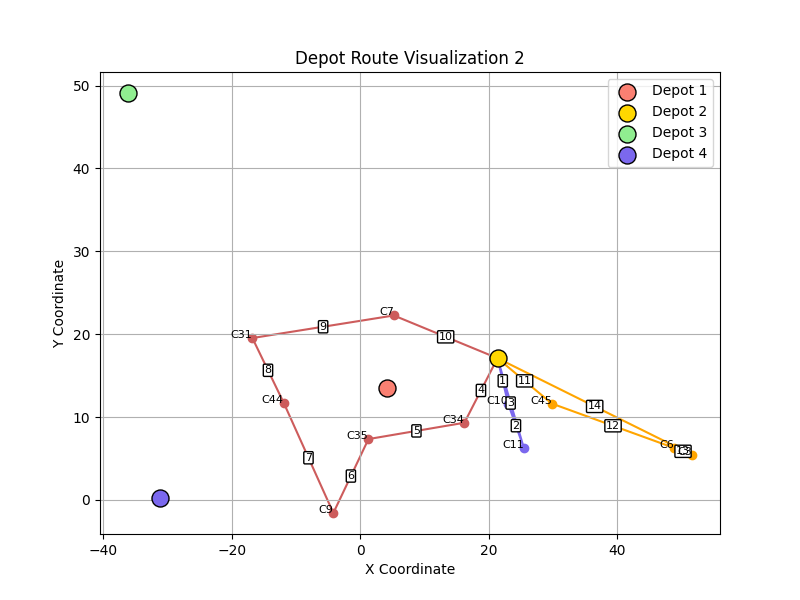 Depot Route Visualization 2
Depot 1
Depot 2
Depot 3
Depot 4
Y Coordinate
50
40
30
20
10
0
C31
9
C7
10
8
C44
7
C9
6
C35
5
C34
4
1
C10
3
2
C11
11
C45
14
12
C6
13
−40
−20
0
20
40
X Coordinate